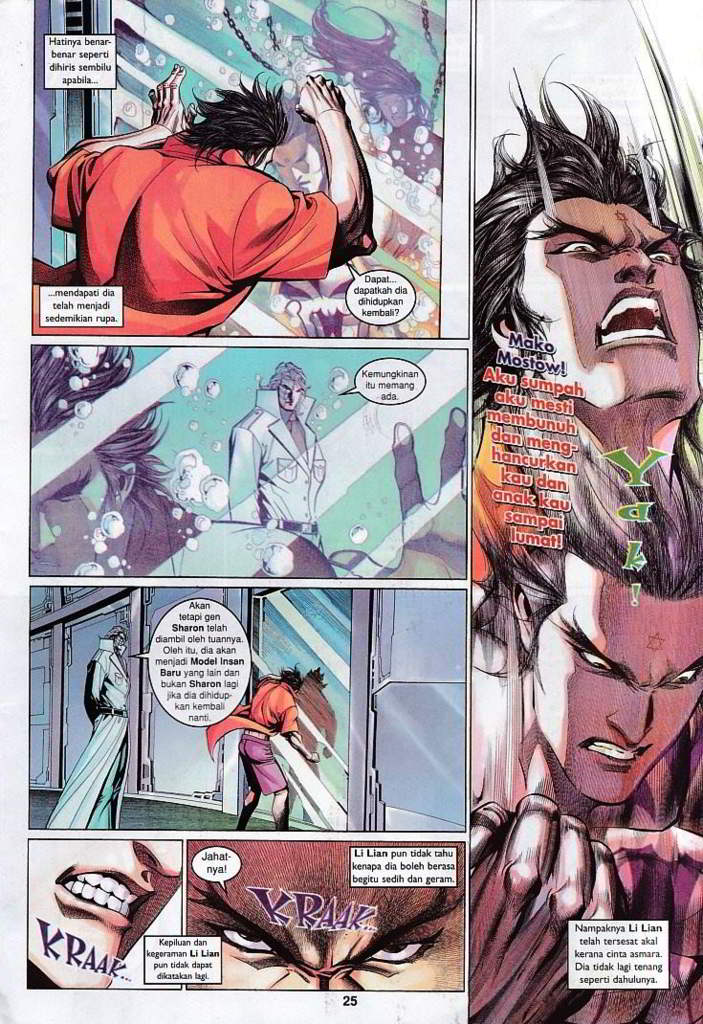 Hatinya benar-
benar seperti
dihiris sembilu
apabila...
...mendapati dia
telah menjadi
sedemikian rupa.
Dapat...
dapatkah dia
dihidupkan
kembali?
Kemungkinan
itu memang
ada.
Akan
tetapi gen
Sharon telah
diambil oleh tuannya.
Oleh itu, dia akan
menjadi Model Insan
Baru yang lain dan
bukan Sharon lagi
jika dia dihidup-
kan kembali
nanti.
KRAAK...
Kepiluan dan
kegeraman Li Lian
pun tidak dapat
dikatakan lagi.
Jahat-
nya!
KRAAK...
Li Lian pun tidak tahu
kenapa dia boleh berasa
begitu sedih dan geram.
Mako
Mostow!
Aku sumpah
aku mesti
membunuh
dan meng-
hancurkan
kau dan
anak kau
sampai
lumat!
Yak!
Nampaknya Li Lian
telah tersesat akal
kerana cinta asmara.
Dia tidak lagi tenang
seperti dahulunya.
25